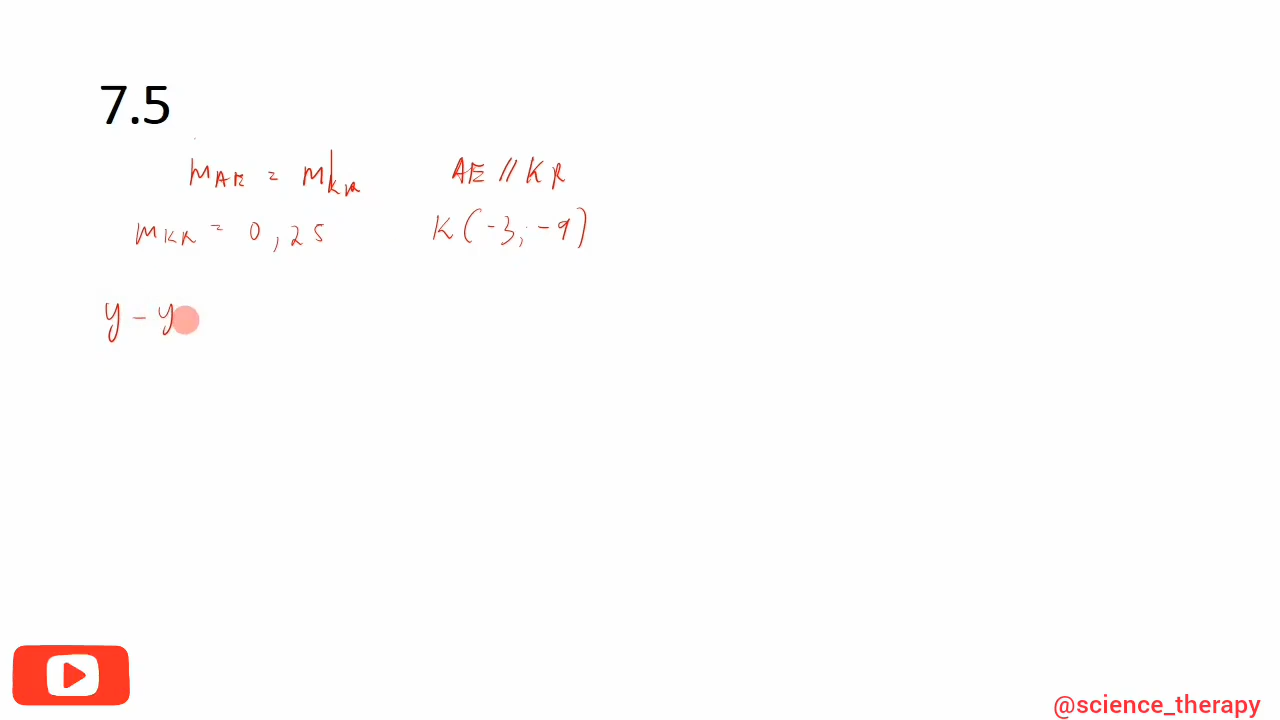 7.5
m_AE = m_KR AE // KR
m_KR = 0,25 K(-3; -9)
y - y
@science_therapy